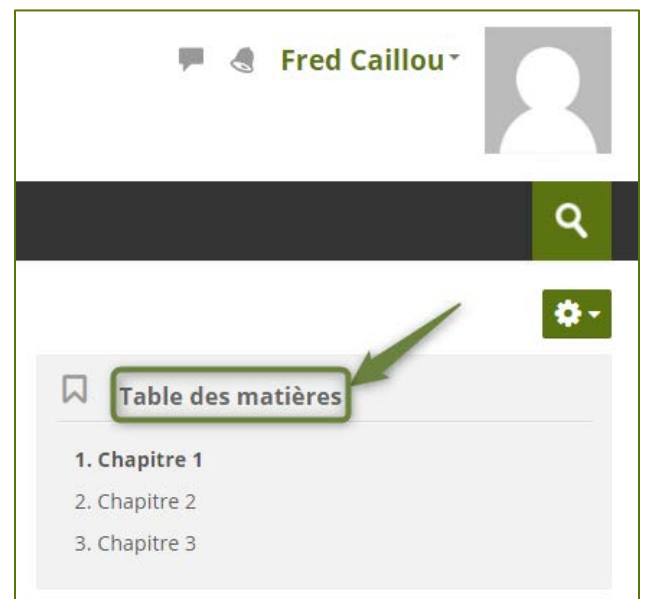 Fred Caillou
Table des matières
1. Chapitre 1
2. Chapitre 2
3. Chapitre 3